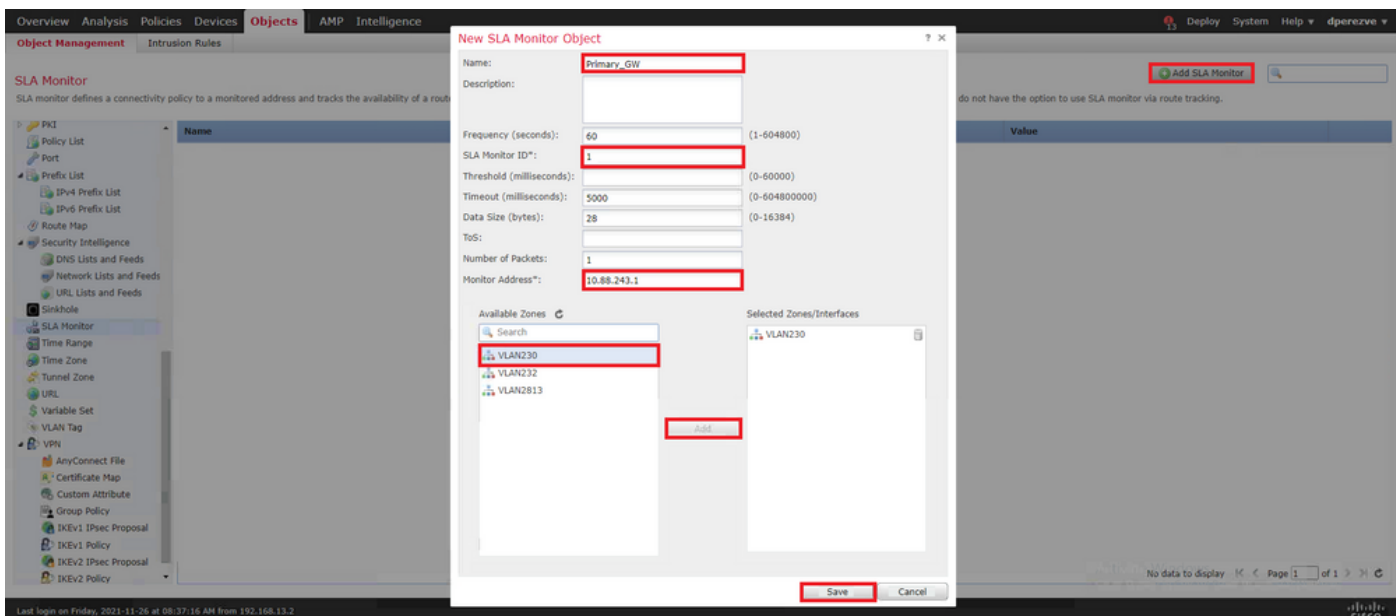 Overview Analysis Policies Devices Objects AMP Intelligence
Deploy System Help dperezve
Object Management Intrusion Rules
SLA Monitor
Add SLA Monitor
SLA monitor defines a connectivity policy to a monitored address and tracks the availability of a rout
do not have the option to use SLA monitor via route tracking.
Name
Value
PKI
Policy List
Port
Prefix List
IPv4 Prefix List
IPv6 Prefix List
Route Map
Security Intelligence
DNS Lists and Feeds
Network Lists and Feeds
URL Lists and Feeds
Sinkhole
SLA Monitor
Time Range
Time Zone
Tunnel Zone
URL
Variable Set
VLAN Tag
VPN
AnyConnect File
Certificate Map
Custom Attribute
Group Policy
IKEv1 IPsec Proposal
IKEv1 Policy
IKEv2 IPsec Proposal
IKEv2 Policy
New SLA Monitor Object ? ×
Name: Primary_GW
Description:
Frequency (seconds): 60 (1-604800)
SLA Monitor ID*: 1
Threshold (milliseconds): (0-60000)
Timeout (milliseconds): 5000 (0-604800000)
Data Size (bytes): 28 (0-16384)
ToS:
Number of Packets: 1
Monitor Address*: 10.88.243.1
Available Zones
Selected Zones/Interfaces
Search
VLAN230
VLAN232
VLAN2813
Add
VLAN230
Save Cancel
No data to display Page 1 of 1
Last login on Friday, 2021-11-26 at 08:37:16 AM from 192.168.13.2